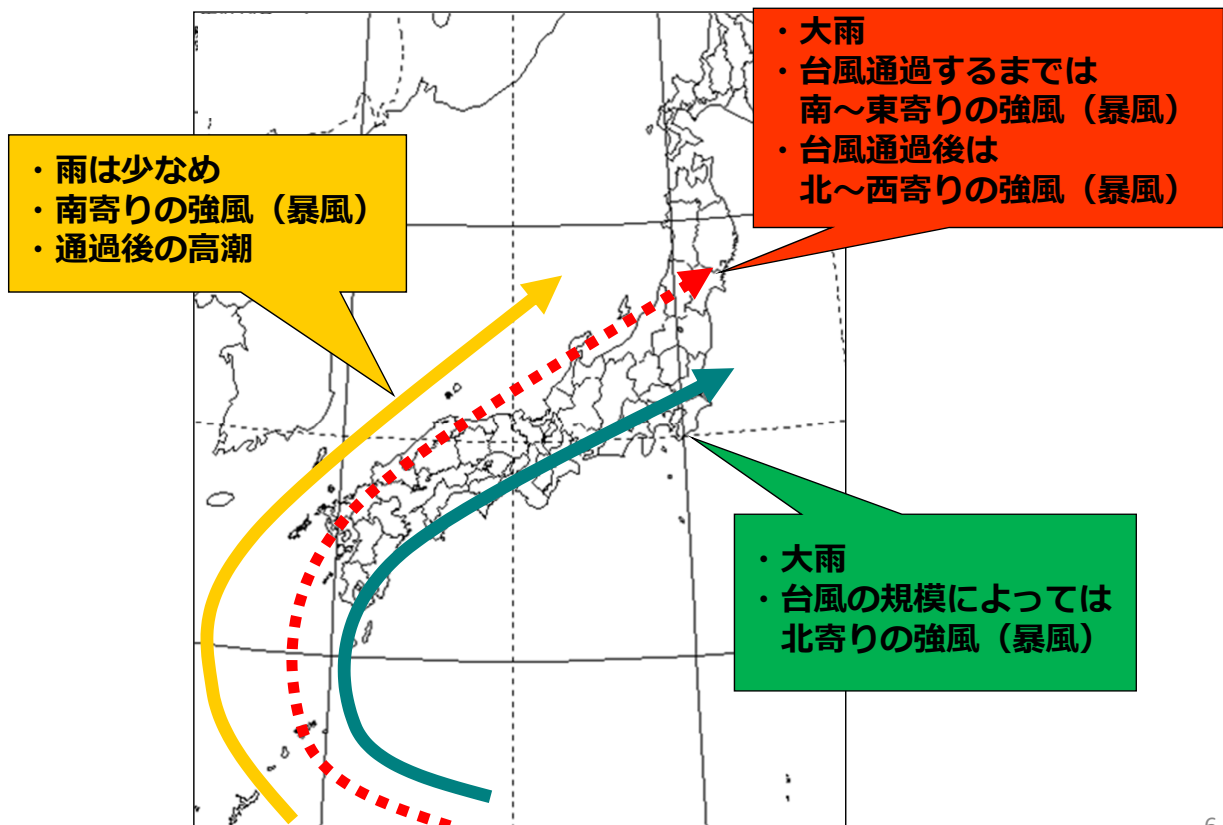 ・雨は少なめ
・南寄りの強風（暴風）
・通過後の高潮
・大雨
・台風通過するまでは
南～東寄りの強風（暴風）
・台風通過後は
北～西寄りの強風（暴風）
・大雨
・台風の規模によっては
北寄りの強風（暴風）
6